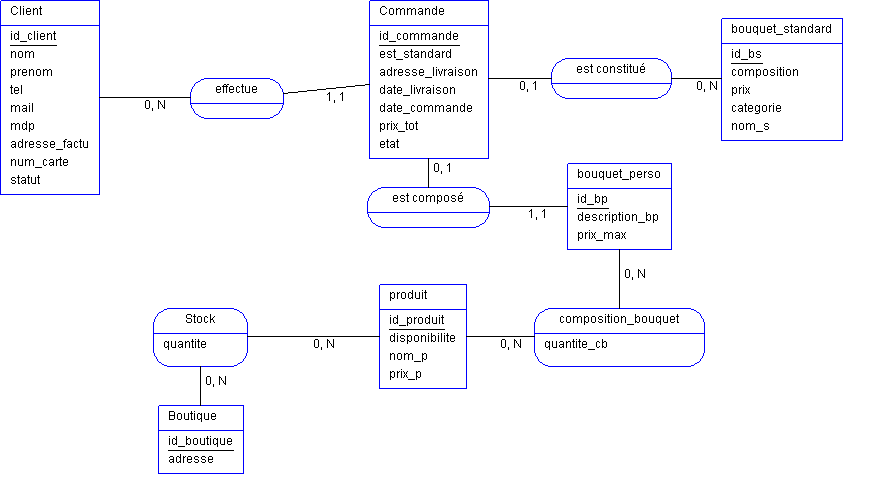 Client
id_client
nom
prenom
tel
mail
mdp
adresse_factu
num_carte
statut
0, N
effectue
1, 1
Commande
id_commande
est_standard
adresse_livraison
date_livraison
date_commande
prix_tot
etat
0, 1
est constitué
0, N
bouquet_standard
id_bs
composition
prix
categorie
nom_s
0, 1
est composé
1, 1
bouquet_perso
id_bp
description_bp
prix_max
0, N
composition_bouquet
quantite_cb
0, N
produit
id_produit
disponibilite
nom_p
prix_p
0, N
Stock
quantite
0, N
Boutique
id_boutique
adresse